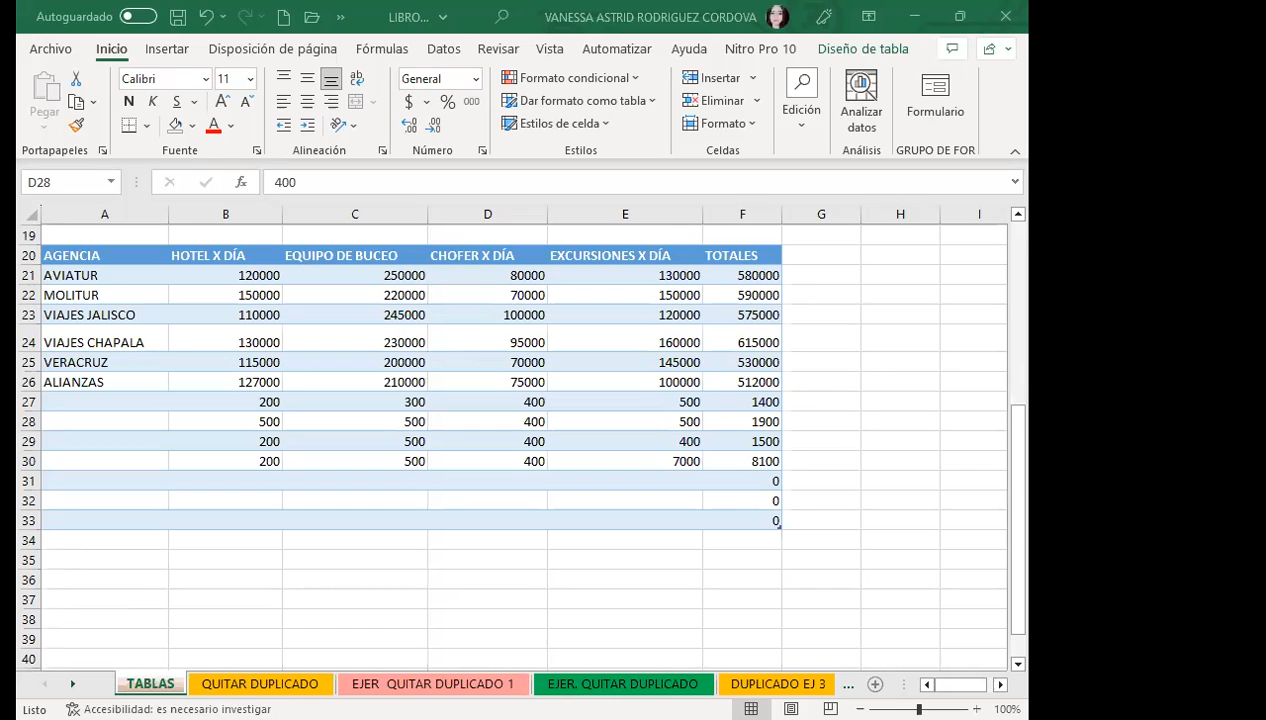 Autoguardado LIBRO... VANESSA ASTRID RODRIGUEZ CORDOVA
Archivo Inicio Insertar Disposición de página Fórmulas Datos Revisar Vista Automatizar Ayuda Nitro Pro 10 Diseño de tabla
Calibri 11 General Formato condicional Insertar
Pegar N K S $ % 000 Dar formato como tabla Eliminar Edición Analizar datos Formulario
Estilos de celda Formato
Portapapeles Fuente Alineación Número Estilos Celdas Análisis GRUPO DE FOR
D28 fx 400
A B C D E F G H I
19
20 AGENCIA HOTEL X DÍA EQUIPO DE BUCEO CHOFER X DÍA EXCURSIONES X DÍA TOTALES
21 AVIATUR 120000 250000 80000 130000 580000
22 MOLITUR 150000 220000 70000 150000 590000
23 VIAJES JALISCO 110000 245000 100000 120000 575000
24 VIAJES CHAPALA 130000 230000 95000 160000 615000
25 VERACRUZ 115000 200000 70000 145000 530000
26 ALIANZAS 127000 210000 75000 100000 512000
27 200 300 400 500 1400
28 500 500 400 500 1900
29 200 500 400 400 1500
30 200 500 400 7000 8100
31 0
32 0
33 0
34
35
36
37
38
39
40
TABLAS QUITAR DUPLICADO EJER QUITAR DUPLICADO 1 EJER. QUITAR DUPLICADO DUPLICADO EJ 3 ...
Listo Accesibilidad: es necesario investigar 100%